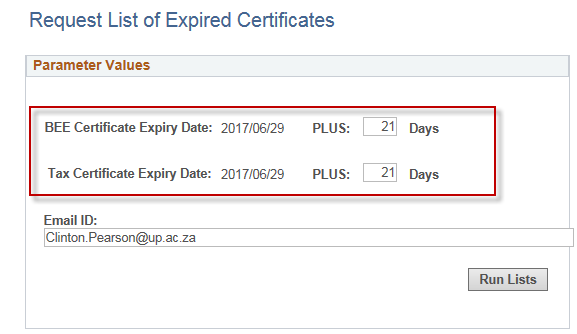 Request List of Expired Certificates
Parameter Values
BEE Certificate Expiry Date: 2017/06/29 PLUS: 21 Days
Tax Certificate Expiry Date: 2017/06/29 PLUS: 21 Days
Email ID:
Clinton.Pearson@up.ac.za
Run Lists